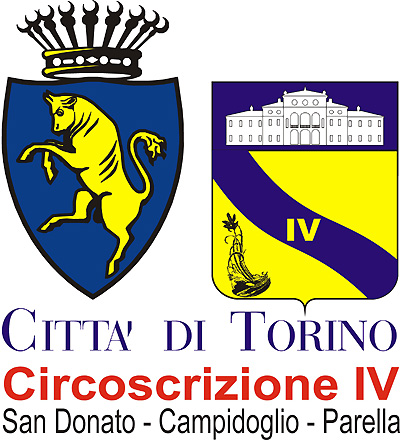 IV
CITTA' DI TORINO
Circoscrizione IV
San Donato - Campidoglio - Parella